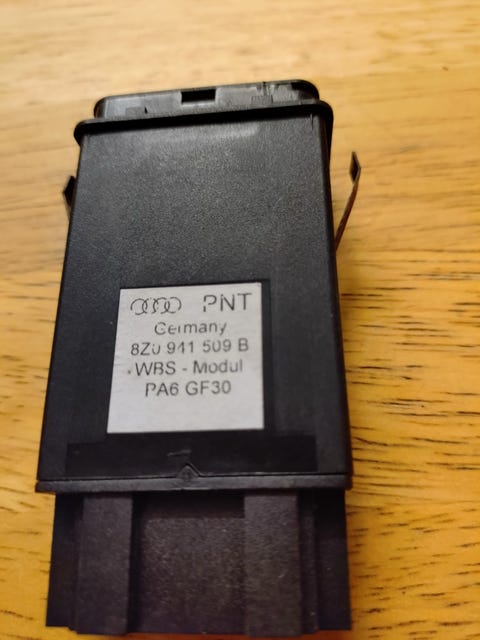 PNT
Germany
8Z0 941 509 B
WBS - Modul
PA6 GF30